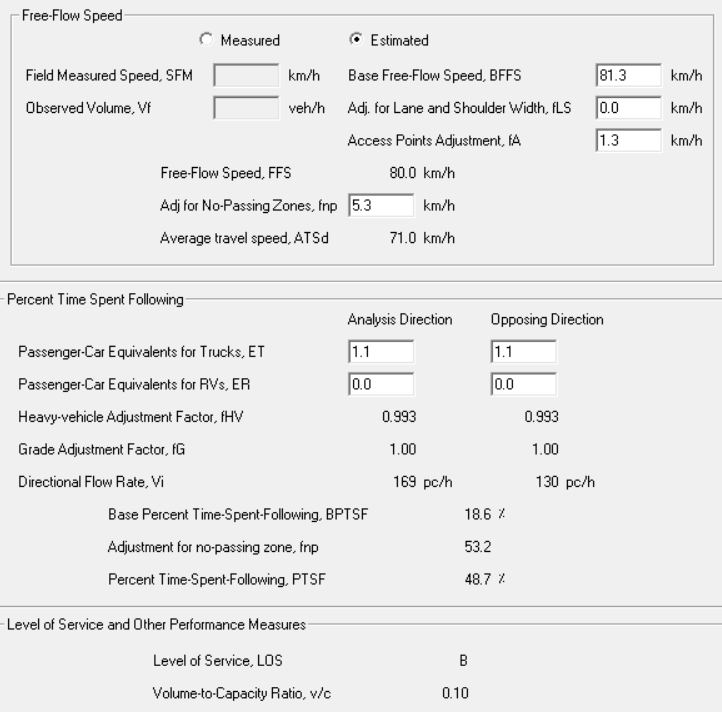 Free-Flow Speed
Measured Estimated
Field Measured Speed, SFM km/h Base Free-Flow Speed, BFFS 81.3 km/h
Observed Volume, Vf veh/h Adj. for Lane and Shoulder Width, fLS 0.0 km/h
Access Points Adjustment, fA 1.3 km/h
Free-Flow Speed, FFS 80.0 km/h
Adj for No-Passing Zones, fnp 5.3 km/h
Average travel speed, ATSd 71.0 km/h
Percent Time Spent Following
Analysis Direction Opposing Direction
Passenger-Car Equivalents for Trucks, ET 1.1 1.1
Passenger-Car Equivalents for RVs, ER 0.0 0.0
Heavy-vehicle Adjustment Factor, fHV 0.993 0.993
Grade Adjustment Factor, fG 1.00 1.00
Directional Flow Rate, Vi 169 pc/h 130 pc/h
Base Percent Time-Spent-Following, BPTSF 18.6 %
Adjustment for no-passing zone, fnp 53.2
Percent Time-Spent-Following, PTSF 48.7 %
Level of Service and Other Performance Measures
Level of Service, LOS B
Volume-to-Capacity Ratio, v/c 0.10